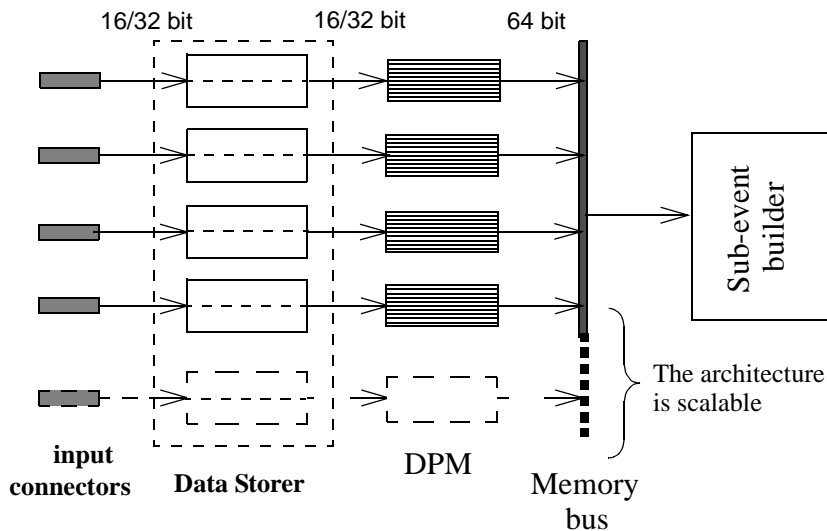 16/32 bit
16/32 bit
64 bit
Sub-event
builder
The architecture
is scalable
input
connectors
Data Storer
DPM
Memory
bus